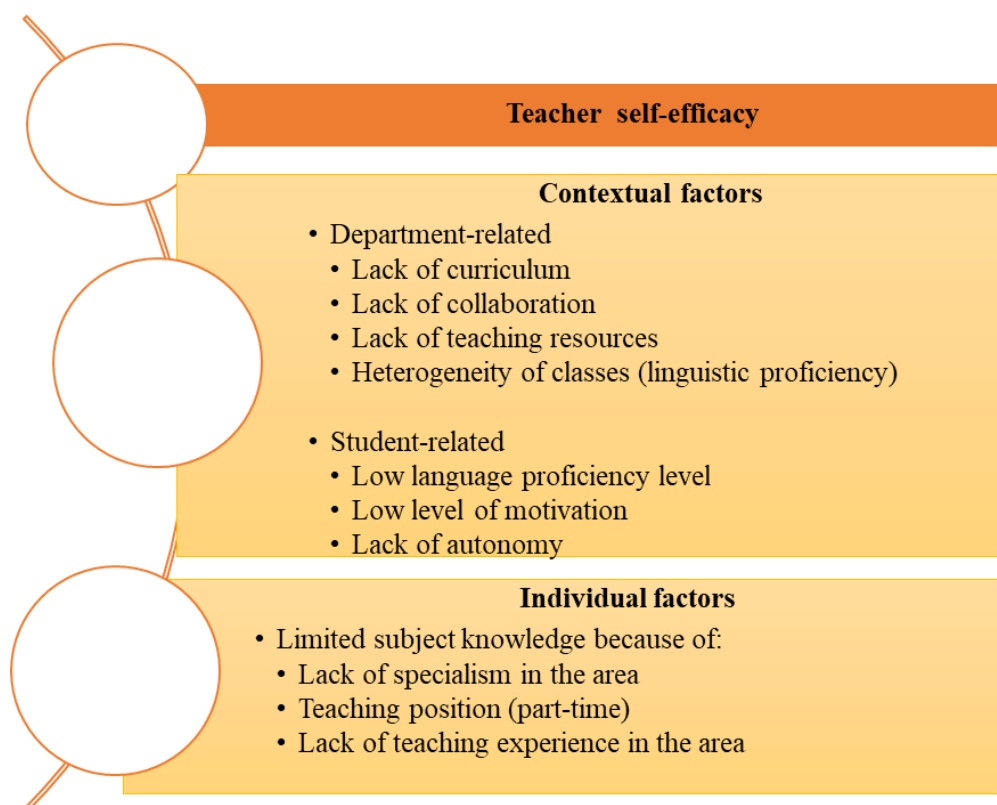 Teacher self-efficacy
Contextual factors
• Department-related
• Lack of curriculum
• Lack of collaboration
• Lack of teaching resources
• Heterogeneity of classes (linguistic proficiency)
• Student-related
• Low language proficiency level
• Low level of motivation
• Lack of autonomy
Individual factors
• Limited subject knowledge because of:
• Lack of specialism in the area
• Teaching position (part-time)
• Lack of teaching experience in the area